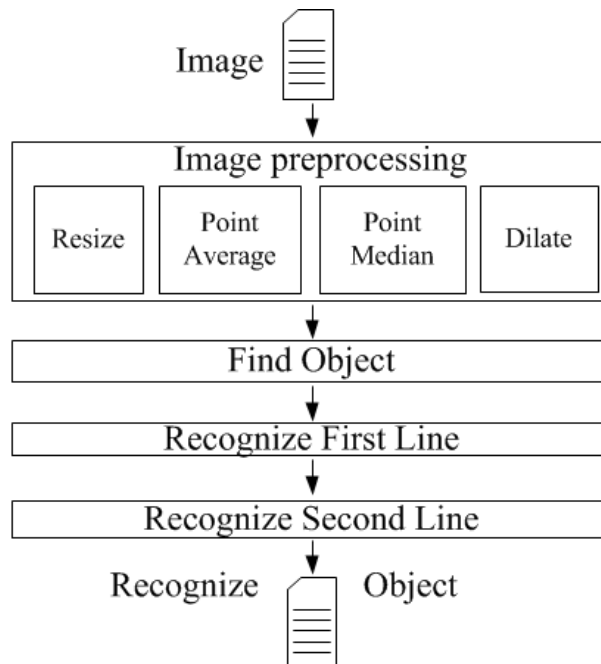 Image
Image preprocessing
Resize
Point
Average
Point
Median
Dilate
Find Object
Recognize First Line
Recognize Second Line
Recognize Object